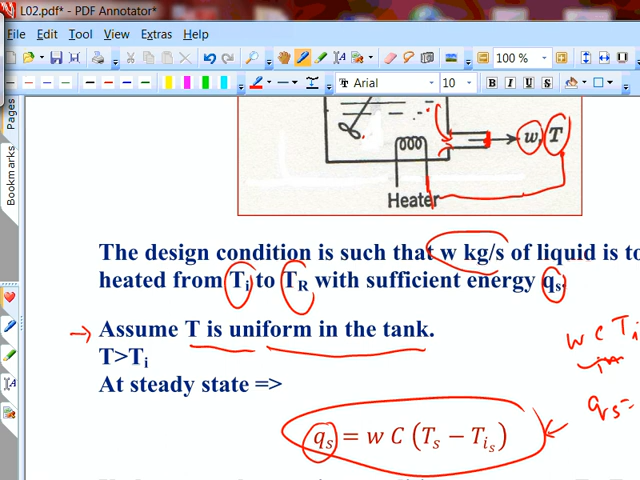 L02.pdf* - PDF Annotator*
File Edit Tool View Extras Help
100 %
T Arial 10 B I U S
Pages
Bookmarks
w, T
Heater
The design condition is such that w kg/s of liquid is to
heated from Ti to TR with sufficient energy qs.
→ Assume T is uniform in the tank.
T>Ti
At steady state =>
w C Ti
qs = w C (Ts − Tis)
qs=